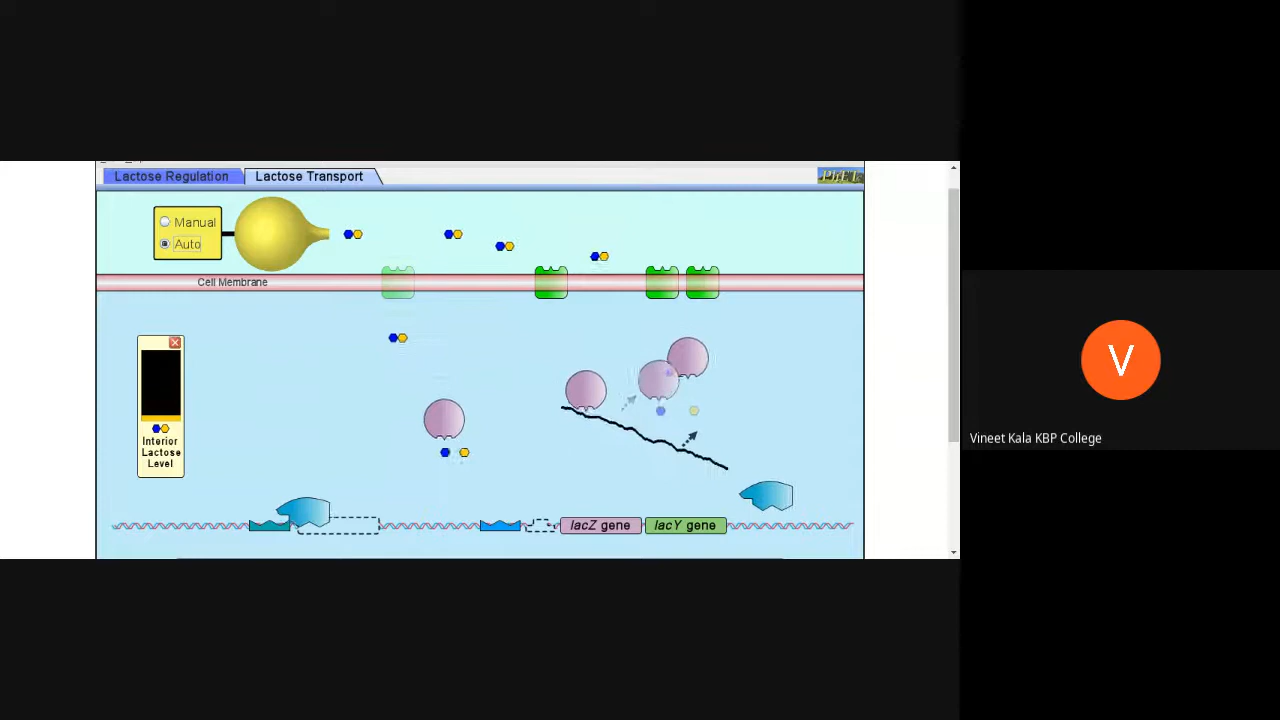 Lactose Regulation
Lactose Transport
PhET
Manual
Auto
Cell Membrane
Interior
Lactose
Level
lacZ gene
lacY gene
V
Vineet Kala KBP College